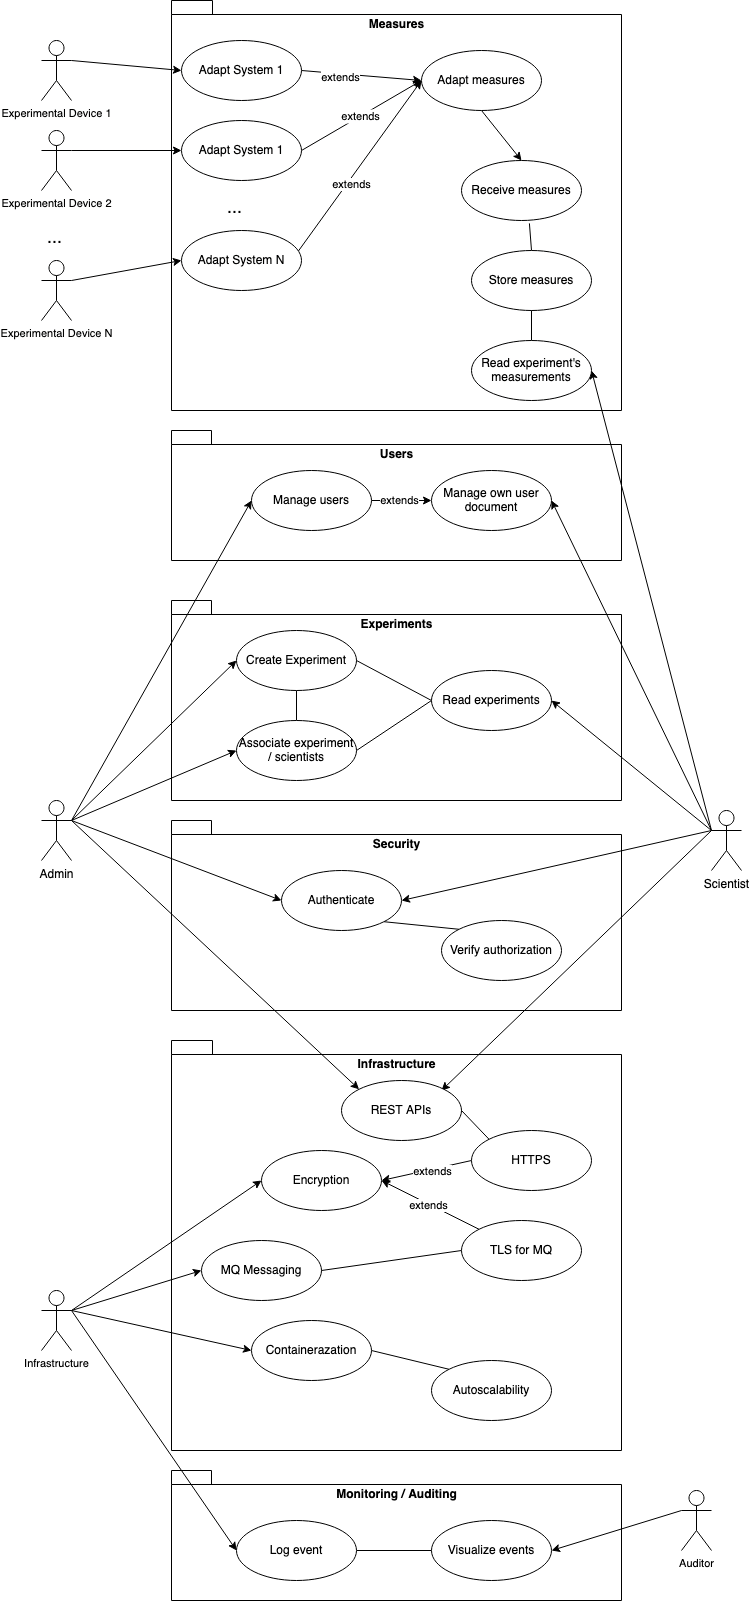 Measures
Experimental Device 1
Adapt System 1
extends
Adapt measures
Experimental Device 2
Adapt System 1
extends
Receive measures
extends
...
...
Experimental Device N
Adapt System N
Store measures
Read experiment's
measurements
Users
Manage users
extends
Manage own user
document
Experiments
Create Experiment
Read experiments
Associate experiment
/ scientists
Admin
Scientist
Security
Authenticate
Verify authorization
Infrastructure
REST APIs
HTTPS
Encryption
extends
extends
TLS for MQ
MQ Messaging
Infrastructure
Containerazation
Autoscalability
Monitoring / Auditing
Log event
Visualize events
Auditor